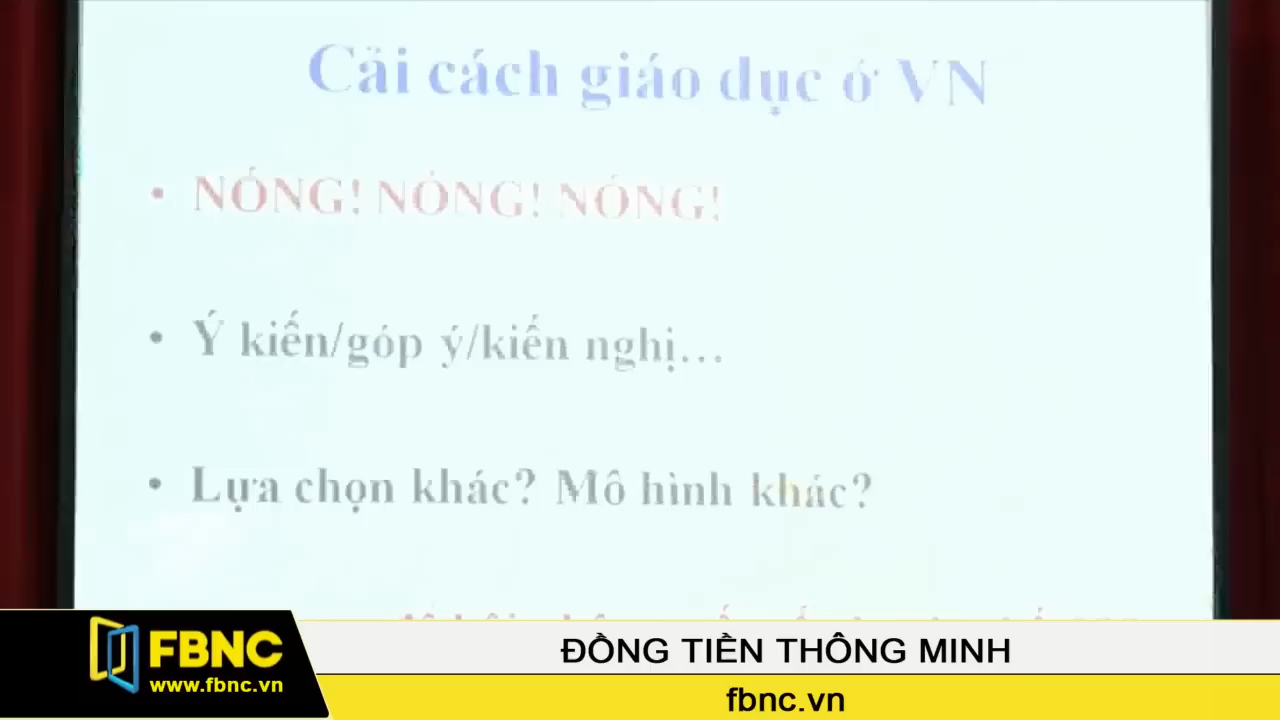 Cải cách giáo dục ở VN
• NÓNG! NÓNG! NÓNG!
• Ý kiến/góp ý/kiến nghị...
• Lựa chọn khác? Mô hình khác?
FBNC
www.fbnc.vn
ĐỒNG TIỀN THÔNG MINH
fbnc.vn